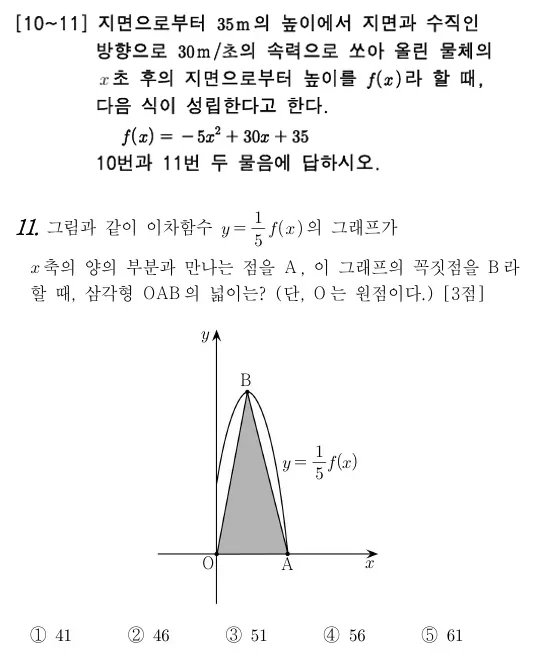 [10~11] 지면으로부터 35m의 높이에서 지면과 수직인
방향으로 30m/초의 속력으로 쏘아 올린 물체의
x초 후의 지면으로부터 높이를 f(x)라 할 때,
다음 식이 성립한다고 한다.
f(x) = -5x² + 30x + 35
10번과 11번 두 물음에 답하시오.
11. 그림과 같이 이차함수 y = 1/5 f(x)의 그래프가
x축의 양의 부분과 만나는 점을 A, 이 그래프의 꼭짓점을 B라
할 때, 삼각형 OAB의 넓이는? (단, O는 원점이다.) [3점]
y
B
y = 1/5 f(x)
O A x
① 41 ② 46 ③ 51 ④ 56 ⑤ 61